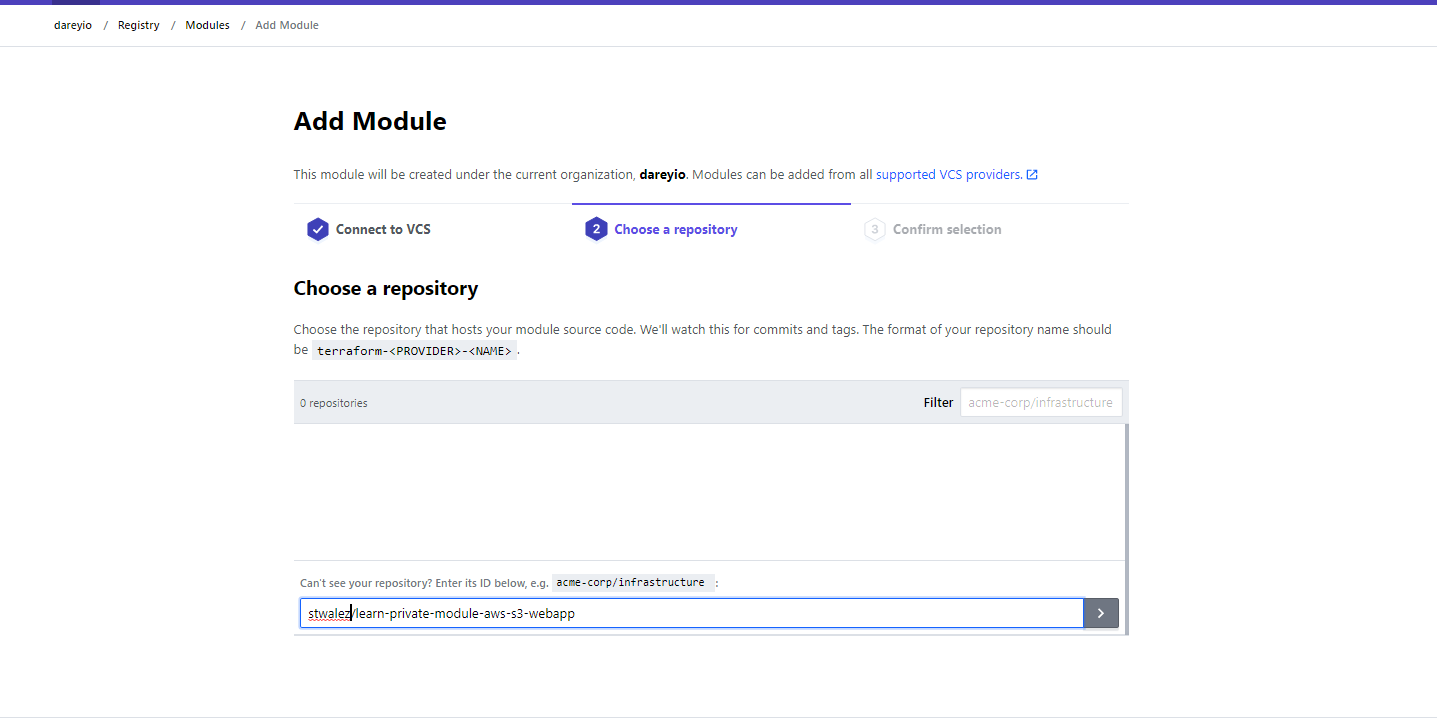 dareyio / Registry / Modules / Add Module
Add Module
This module will be created under the current organization, dareyio. Modules can be added from all supported VCS providers.
Connect to VCS
2 Choose a repository
3 Confirm selection
Choose a repository
Choose the repository that hosts your module source code. We'll watch this for commits and tags. The format of your repository name should
be terraform-<PROVIDER>-<NAME> .
0 repositories
Filter acme-corp/infrastructure
Can't see your repository? Enter its ID below, e.g. acme-corp/infrastructure :
stwalez/learn-private-module-aws-s3-webapp